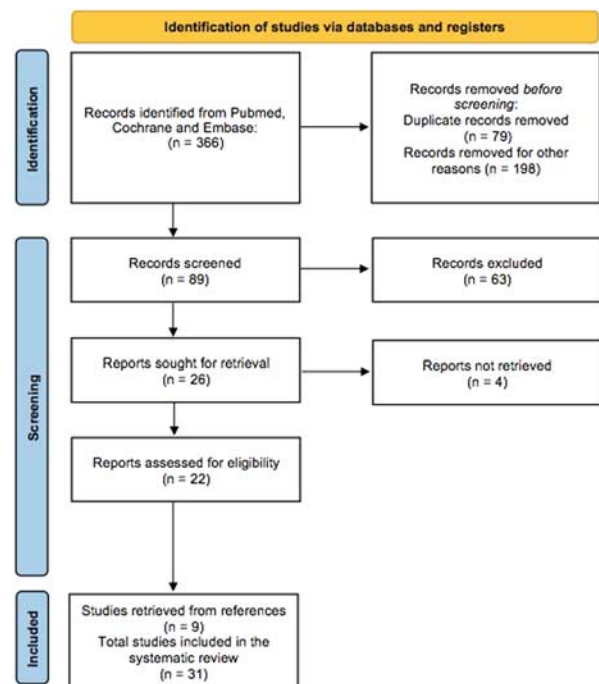 Identification of studies via databases and registers
Identification
Records identified from Pubmed,
Cochrane and Embase:
(n = 366)
Records removed before
screening:
Duplicate records removed
(n = 79)
Records removed for other
reasons (n = 198)
Screening
Records screened
(n = 89)
Records excluded
(n = 63)
Reports sought for retrieval
(n = 26)
Reports not retrieved
(n = 4)
Reports assessed for eligibility
(n = 22)
Included
Studies retrieved from references
(n = 9)
Total studies included in the
systematic review
(n = 31)